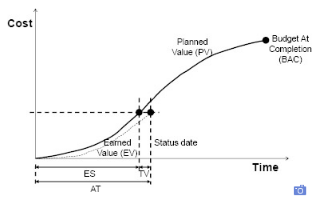 Cost
Planned
Value (PV)
Budget At
Completion
(BAC)
Earned
Value (EV)
Status date
Time
ES
TV
AT